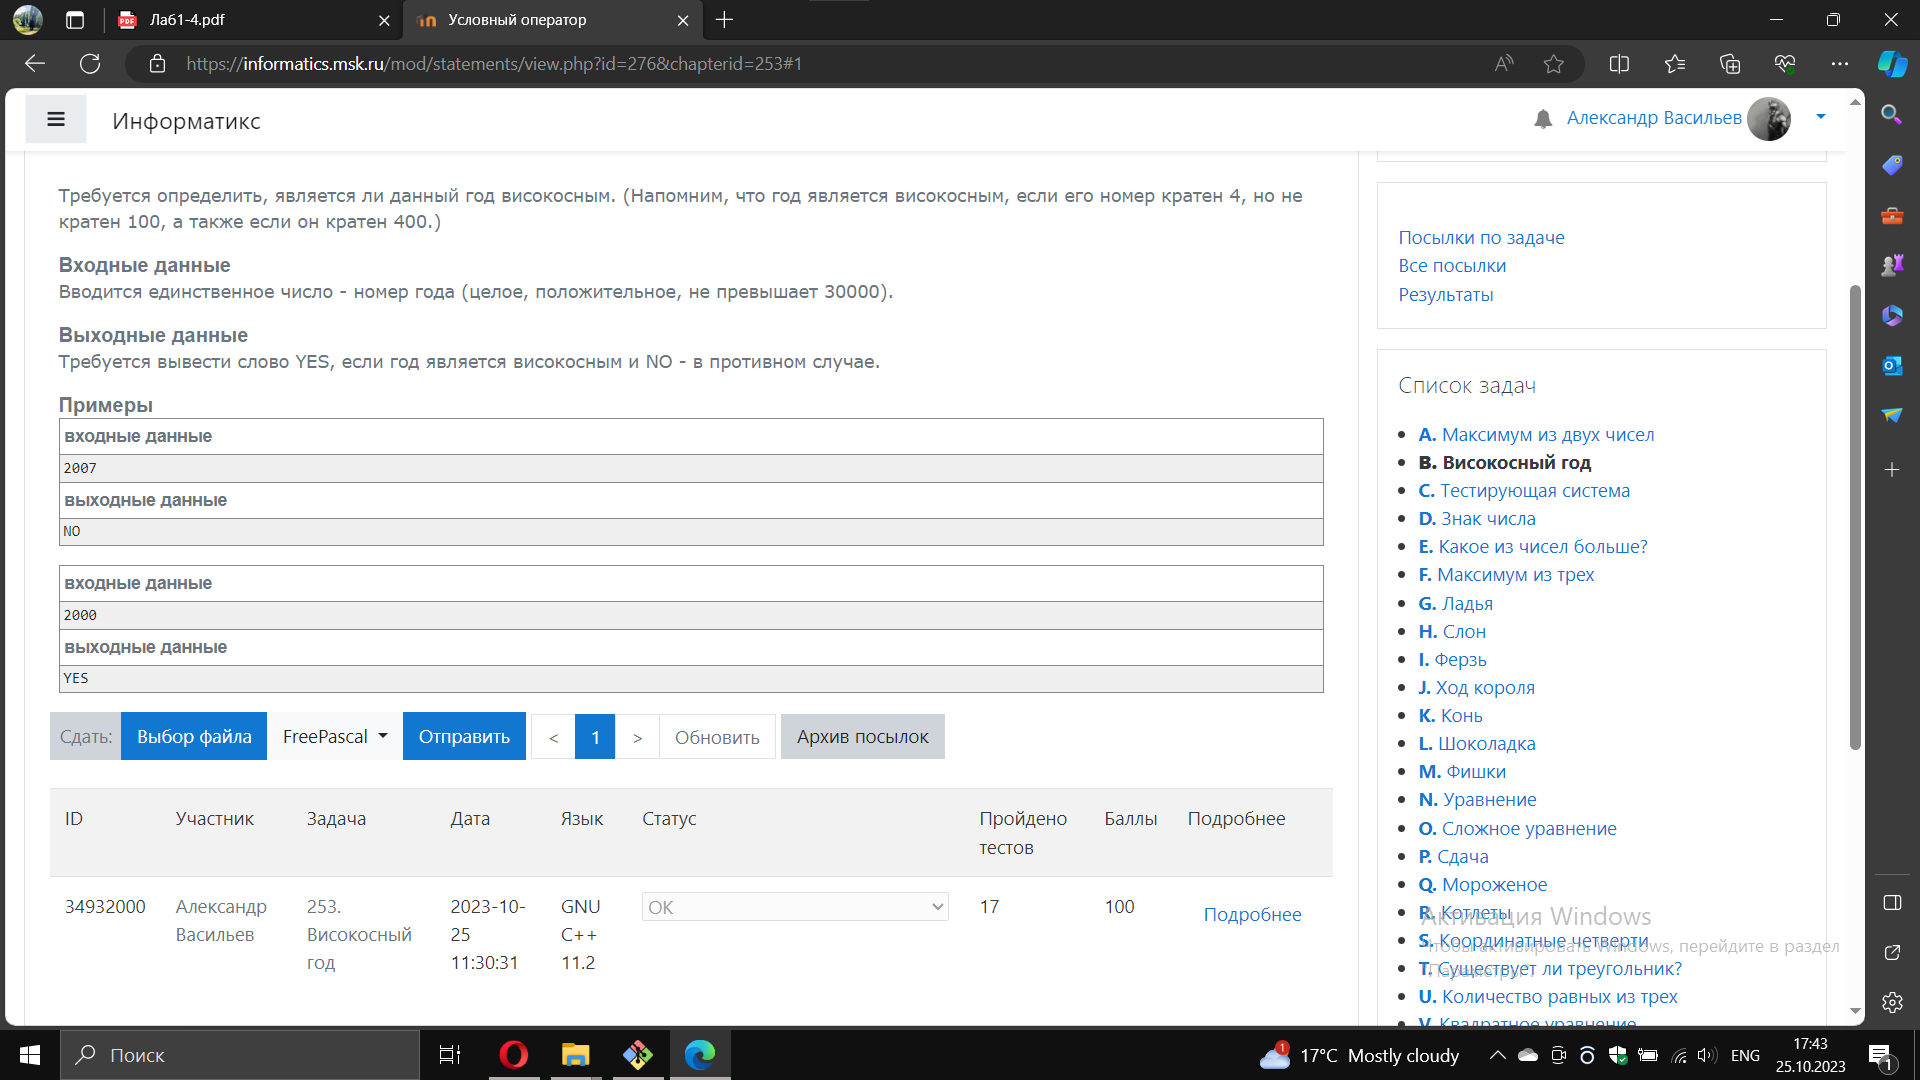 Лаб1-4.pdf
Условный оператор
https://informatics.msk.ru/mod/statements/view.php?id=276&chapterid=253#1
Информатикс
Александр Васильев
Требуется определить, является ли данный год високосным. (Напомним, что год является високосным, если его номер кратен 4, но не
кратен 100, а также если он кратен 400.)
Входные данные
Вводится единственное число - номер года (целое, положительное, не превышает 30000).
Выходные данные
Требуется вывести слово YES, если год является високосным и NO - в противном случае.
Примеры
входные данные
2007
выходные данные
NO
входные данные
2000
выходные данные
YES
Сдать: Выбор файла FreePascal Отправить < 1 > Обновить Архив посылок
ID Участник Задача Дата Язык Статус Пройдено тестов Баллы Подробнее
34932000 Александр Васильев 253. Високосный год 2023-10-25 11:30:31 GNU C++ 11.2 OK 17 100 Подробнее
Посылки по задаче
Все посылки
Результаты
Список задач
A. Максимум из двух чисел
B. Високосный год
C. Тестирующая система
D. Знак числа
E. Какое из чисел больше?
F. Максимум из трех
G. Ладья
H. Слон
I. Ферзь
J. Ход короля
K. Конь
L. Шоколадка
M. Фишки
N. Уравнение
O. Сложное уравнение
P. Сдача
Q. Мороженое
R. Котлеты
S. Координатные четверти
T. Существует ли треугольник?
U. Количество равных из трех
V. Квадратное уравнение
Активация Windows
Чтобы активировать Windows, перейдите в раздел
"Параметры".
Поиск
1
17°C Mostly cloudy
ENG
17:43
25.10.2023
1